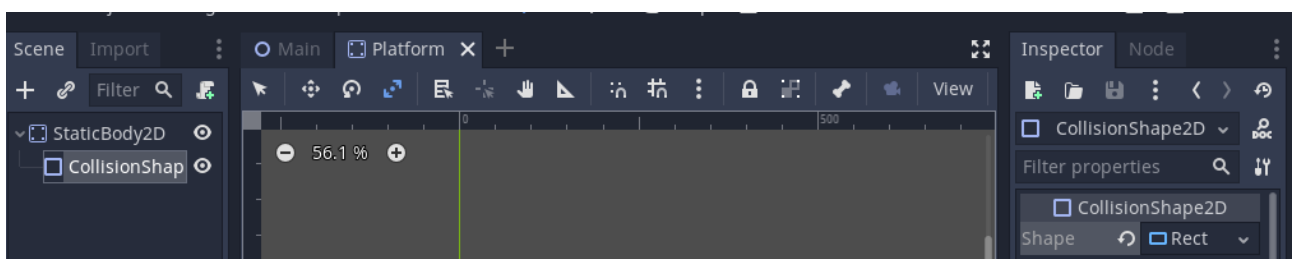 Scene Import Main Platform Inspector Node
Filter View
StaticBody2D 0 500 CollisionShape2D DOC
56.1 %
CollisionShap Filter properties
CollisionShape2D
Shape Rect